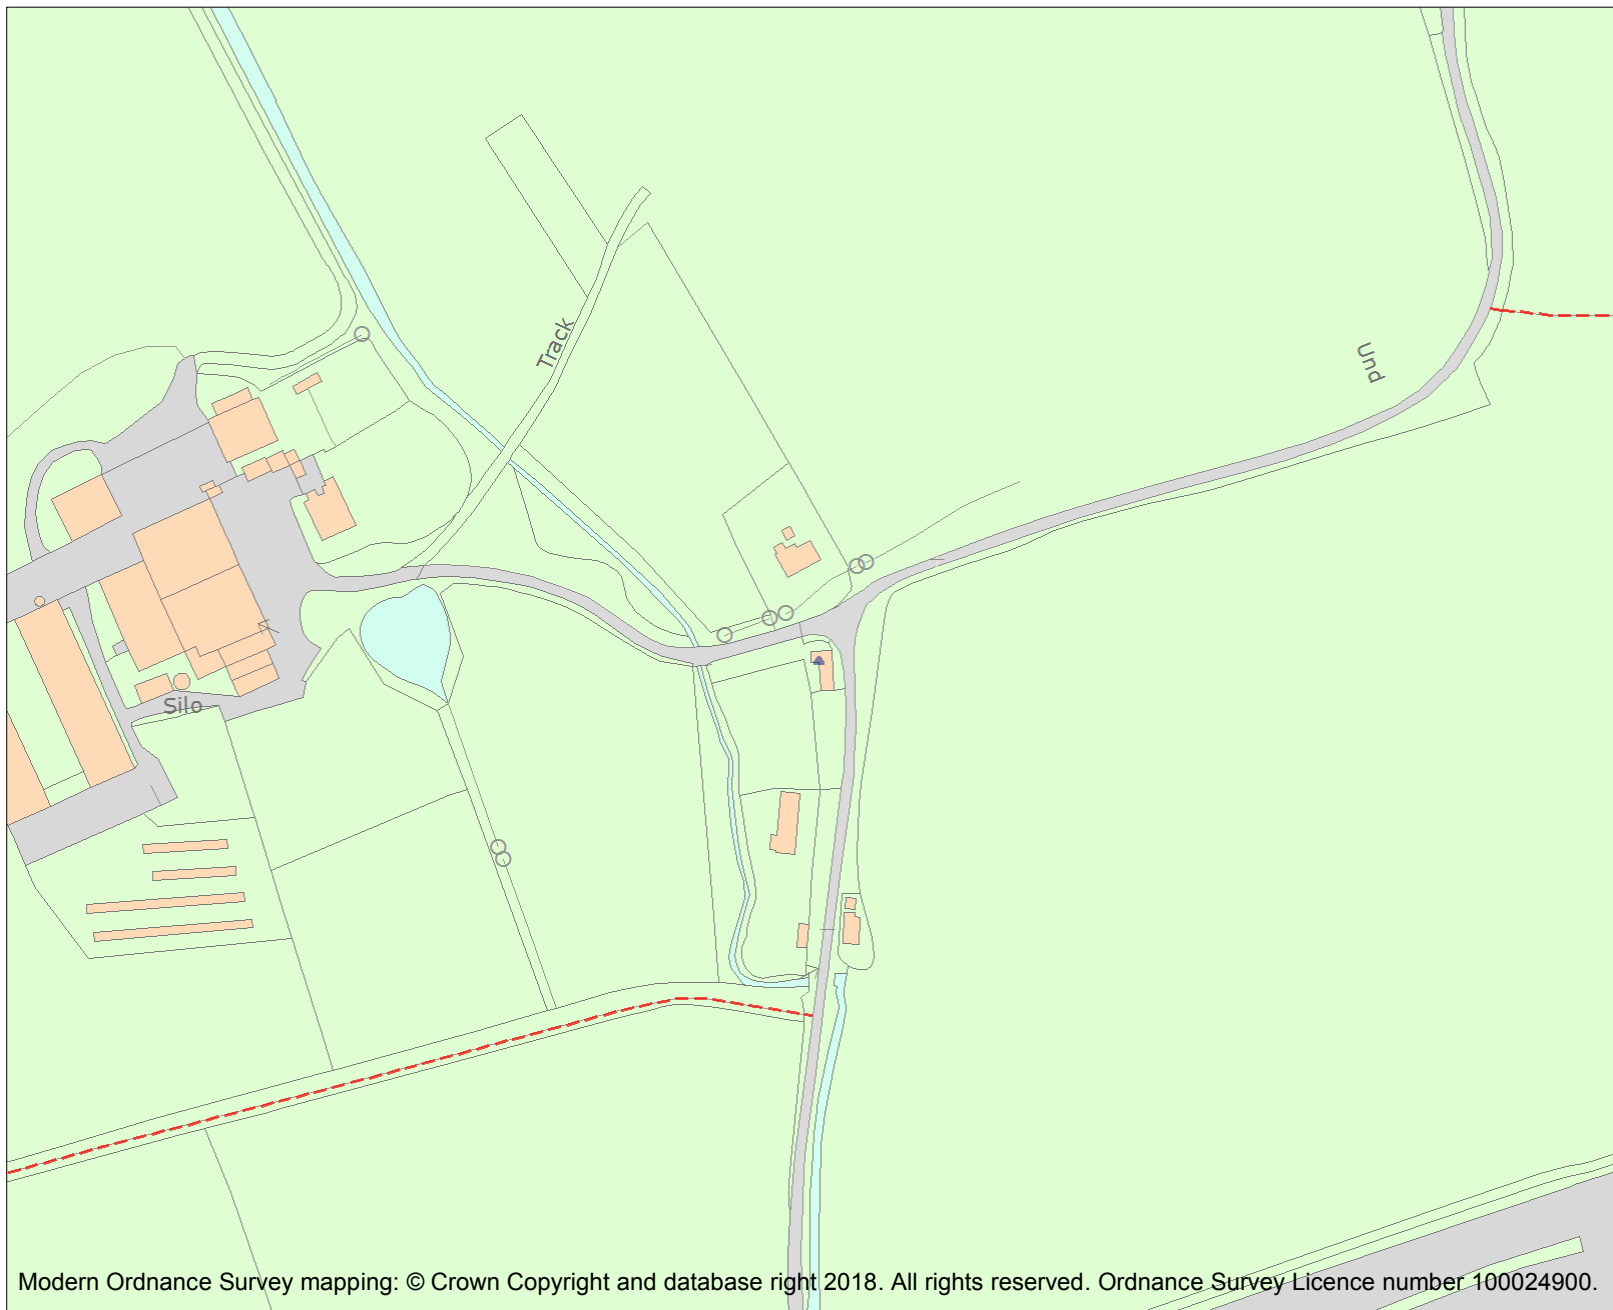 Track
Und
Silo
Modern Ordnance Survey mapping: © Crown Copyright and database right 2018. All rights reserved. Ordnance Survey Licence number 100024900.